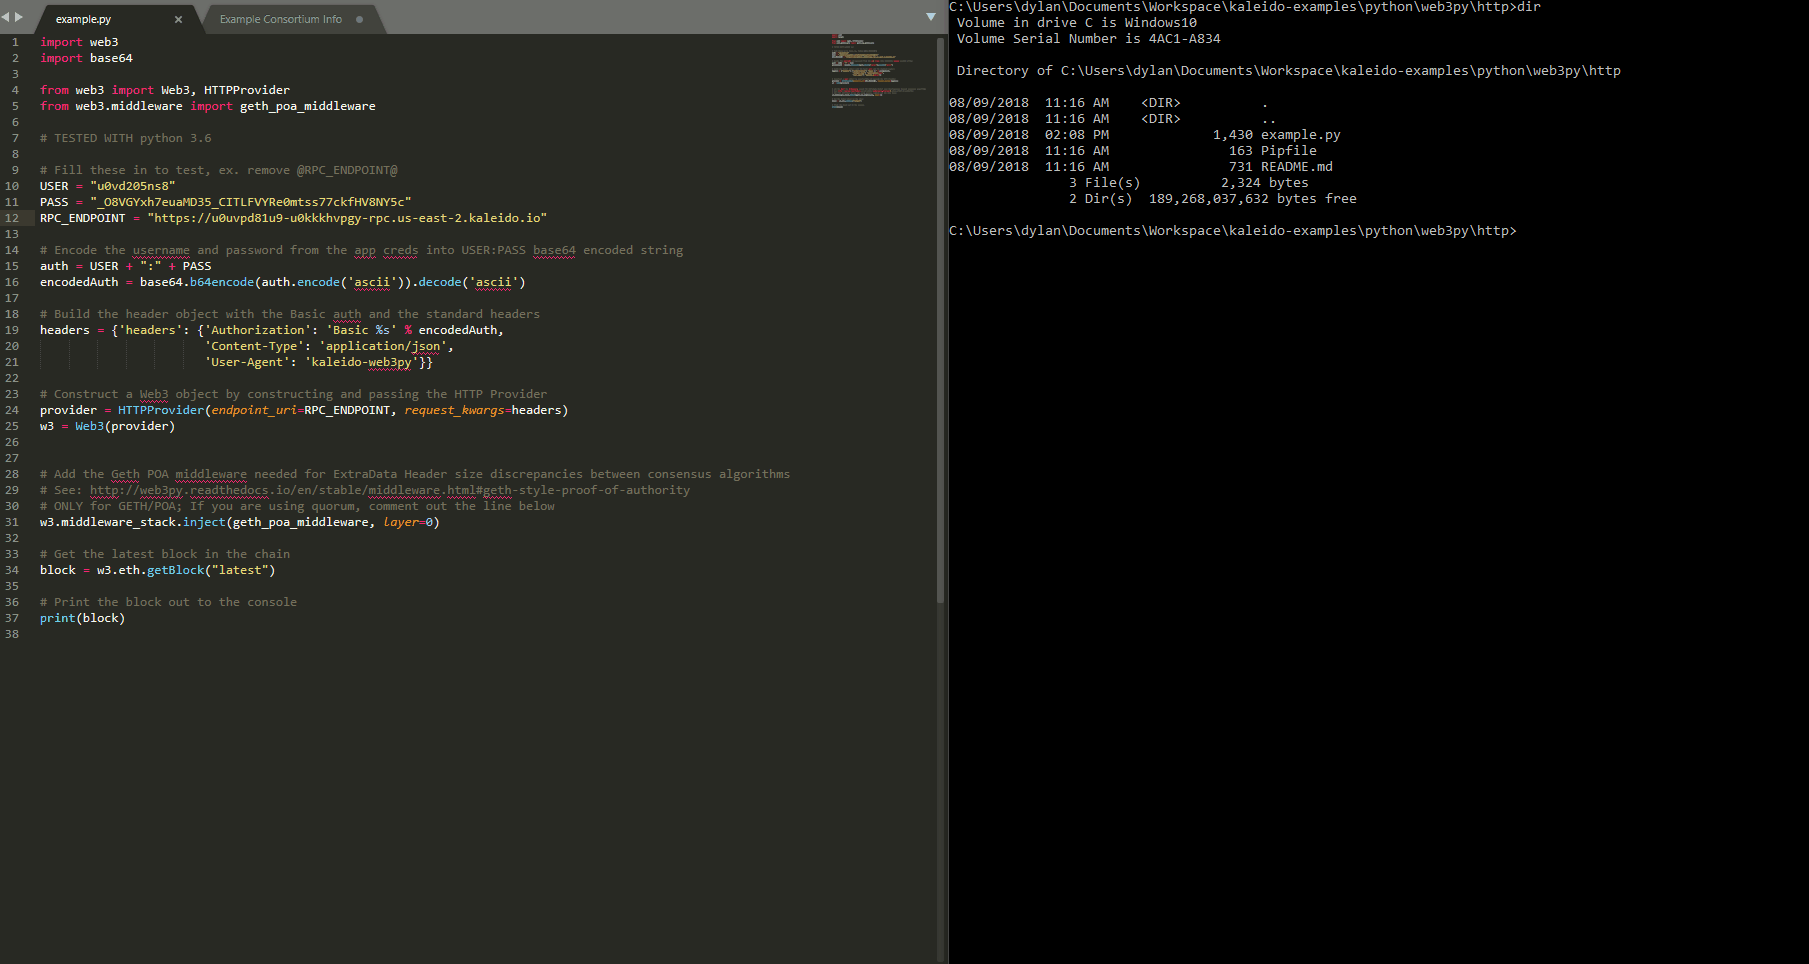 example.py × Example Consortium Info
1 import web3
2 import base64
3
4 from web3 import Web3, HTTPProvider
5 from web3.middleware import geth_poa_middleware
6
7 # TESTED WITH python 3.6
8
9 # Fill these in to test, ex. remove @RPC_ENDPOINT@
10 USER = "u0vd205ns8"
11 PASS = "_O8VGYxh7euaMD35_CITLFVYRe0mtss77ckfHV8NY5c"
12 RPC_ENDPOINT = "https://u0uvpd81u9-u0kkkhvpgy-rpc.us-east-2.kaleido.io"
13
14 # Encode the username and password from the app creds into USER:PASS base64 encoded string
15 auth = USER + ":" + PASS
16 encodedAuth = base64.b64encode(auth.encode('ascii')).decode('ascii')
17
18 # Build the header object with the Basic auth and the standard headers
19 headers = {'headers': {'Authorization': 'Basic %s' % encodedAuth,
20 'Content-Type': 'application/json',
21 'User-Agent': 'kaleido-web3py'}}
22
23 # Construct a Web3 object by constructing and passing the HTTP Provider
24 provider = HTTPProvider(endpoint_uri=RPC_ENDPOINT, request_kwargs=headers)
25 w3 = Web3(provider)
26
27
28 # Add the Geth POA middleware needed for ExtraData Header size discrepancies between consensus algorithms
29 # See: http://web3py.readthedocs.io/en/stable/middleware.html#geth-style-proof-of-authority
30 # ONLY for GETH/POA; If you are using quorum, comment out the line below
31 w3.middleware_stack.inject(geth_poa_middleware, layer=0)
32
33 # Get the latest block in the chain
34 block = w3.eth.getBlock("latest")
35
36 # Print the block out to the console
37 print(block)
38
C:\Users\dylan\Documents\Workspace\kaleido-examples\python\web3py\http>dir
Volume in drive C is Windows10
Volume Serial Number is 4AC1-A834
Directory of C:\Users\dylan\Documents\Workspace\kaleido-examples\python\web3py\http
08/09/2018 11:16 AM <DIR> .
08/09/2018 11:16 AM <DIR> ..
08/09/2018 02:08 PM 1,430 example.py
08/09/2018 11:16 AM 163 Pipfile
08/09/2018 11:16 AM 731 README.md
3 File(s) 2,324 bytes
2 Dir(s) 189,268,037,632 bytes free
C:\Users\dylan\Documents\Workspace\kaleido-examples\python\web3py\http>